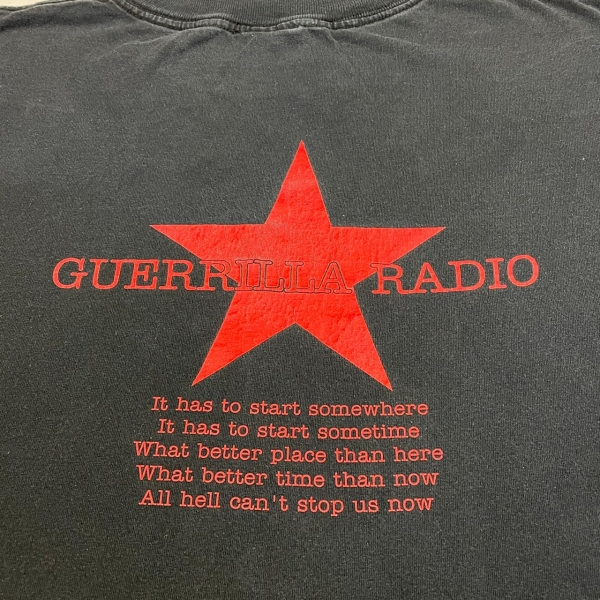 GUERRILLA RADIO
It has to start somewhere
It has to start sometime
What better place than here
What better time than now
All hell can't stop us now